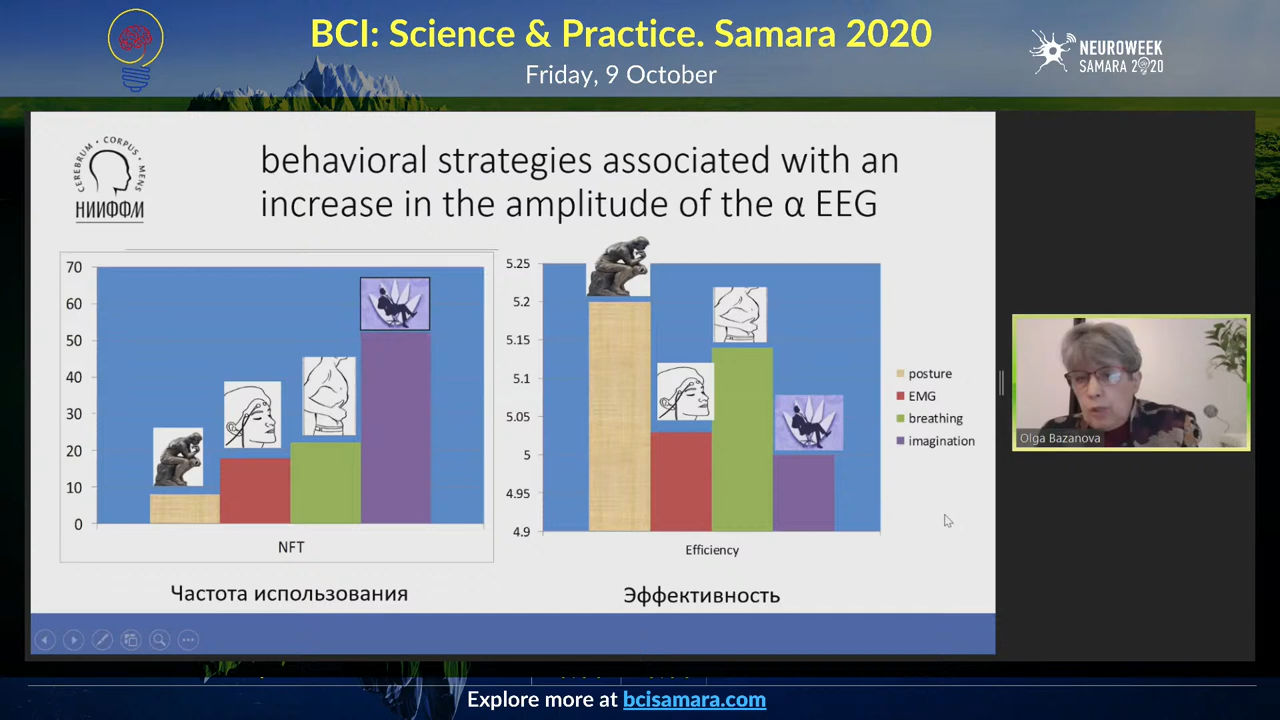 BCI: Science & Practice. Samara 2020
Friday, 9 October
NEUROWEEK
SAMARA 2020
CEREBRUM • CORPUS • MENS
НИИФФМ
behavioral strategies associated with an
increase in the amplitude of the α EEG
70
60
50
40
30
20
10
0
NFT
Частота использования
5.25
5.2
5.15
5.1
5.05
5
4.95
4.9
Efficiency
Эффективность
posture
EMG
breathing
imagination
Olga Bazanova
Explore more at bcisamara.com